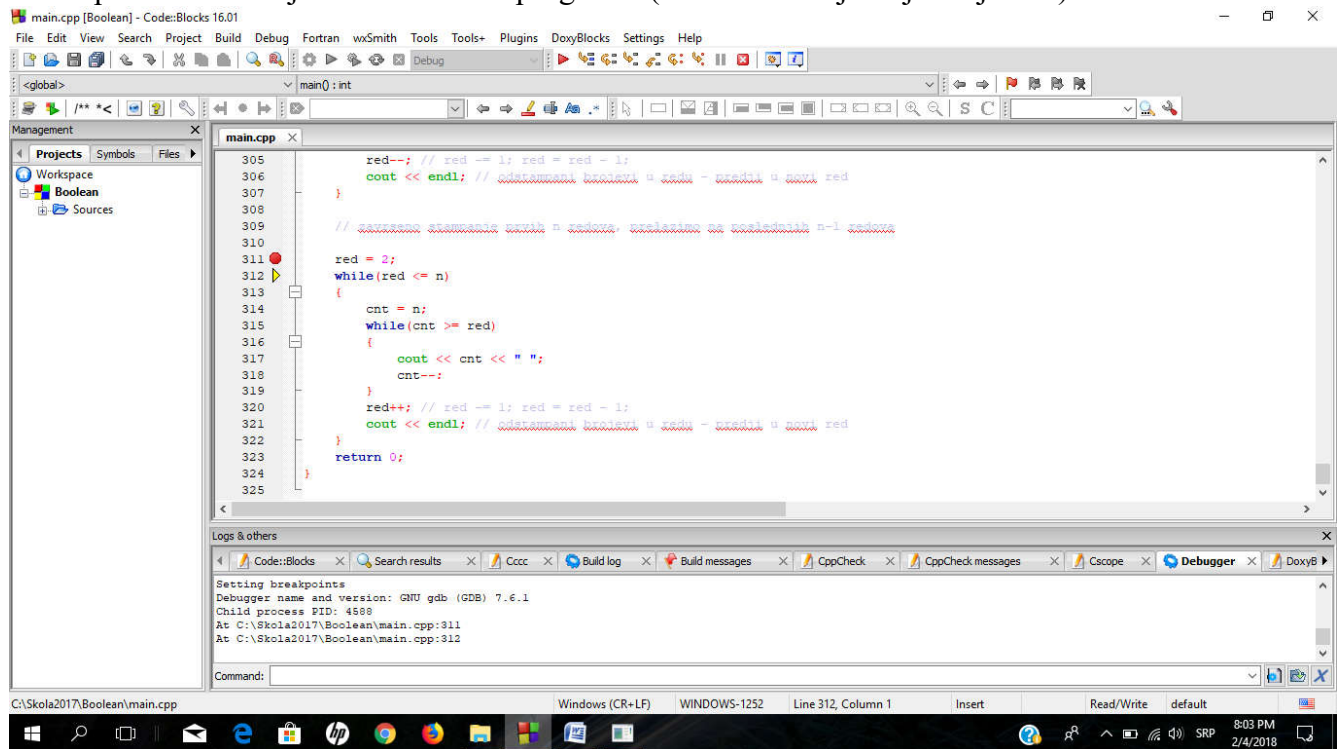 main.cpp [Boolean] - Code::Blocks 16.01
File Edit View Search Project Build Debug Fortran wxSmith Tools Tools+ Plugins DoxyBlocks Settings Help
Debug
<global> main() : int
/** *< .* S C
Management
Projects Symbols Files
Workspace
Boolean
Sources
main.cpp
305 red--; // red -= 1; red = red - 1;
306 cout << endl; // odstampani brojevi u redu - predji u novi red
307 }
308
309 // zavrseno stampanje prvih n redova, prelazimo na poslednjih n-1 redova
310
311 red = 2;
312 while(red <= n)
313 {
314 cnt = n;
315 while(cnt >= red)
316 {
317 cout << cnt << " ";
318 cnt--;
319 }
320 red++; // red -= 1; red = red - 1;
321 cout << endl; // odstampani brojevi u redu - predji u novi red
322 }
323 return 0;
324 }
325
Logs & others
Code::Blocks Search results Cccc Build log Build messages CppCheck CppCheck messages Cscope Debugger DoxyB
Setting breakpoints
Debugger name and version: GNU gdb (GDB) 7.6.1
Child process PID: 4588
At C:\Skola2017\Boolean\main.cpp:311
At C:\Skola2017\Boolean\main.cpp:312
Command:
C:\Skola2017\Boolean\main.cpp Windows (CR+LF) WINDOWS-1252 Line 312, Column 1 Insert Read/Write default
hp SRP 8:03 PM
2/4/2018